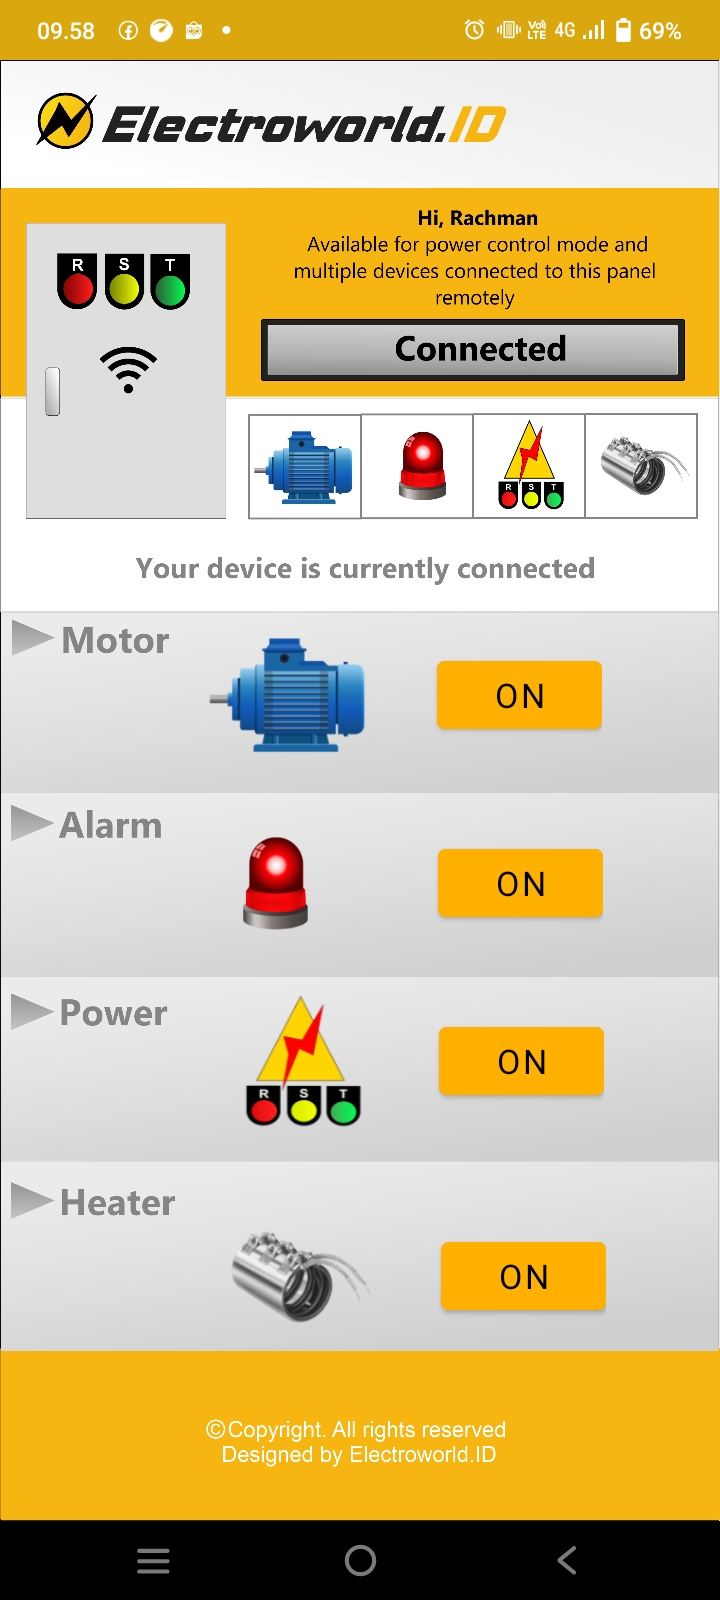 09.58
VoLTE 4G 69%
Electroworld.ID
Hi, Rachman
Available for power control mode and
multiple devices connected to this panel
remotely
R S T
Connected
R S T
Your device is currently connected
Motor
ON
Alarm
ON
Power
ON
R S T
Heater
ON
©Copyright. All rights reserved
Designed by Electroworld.ID